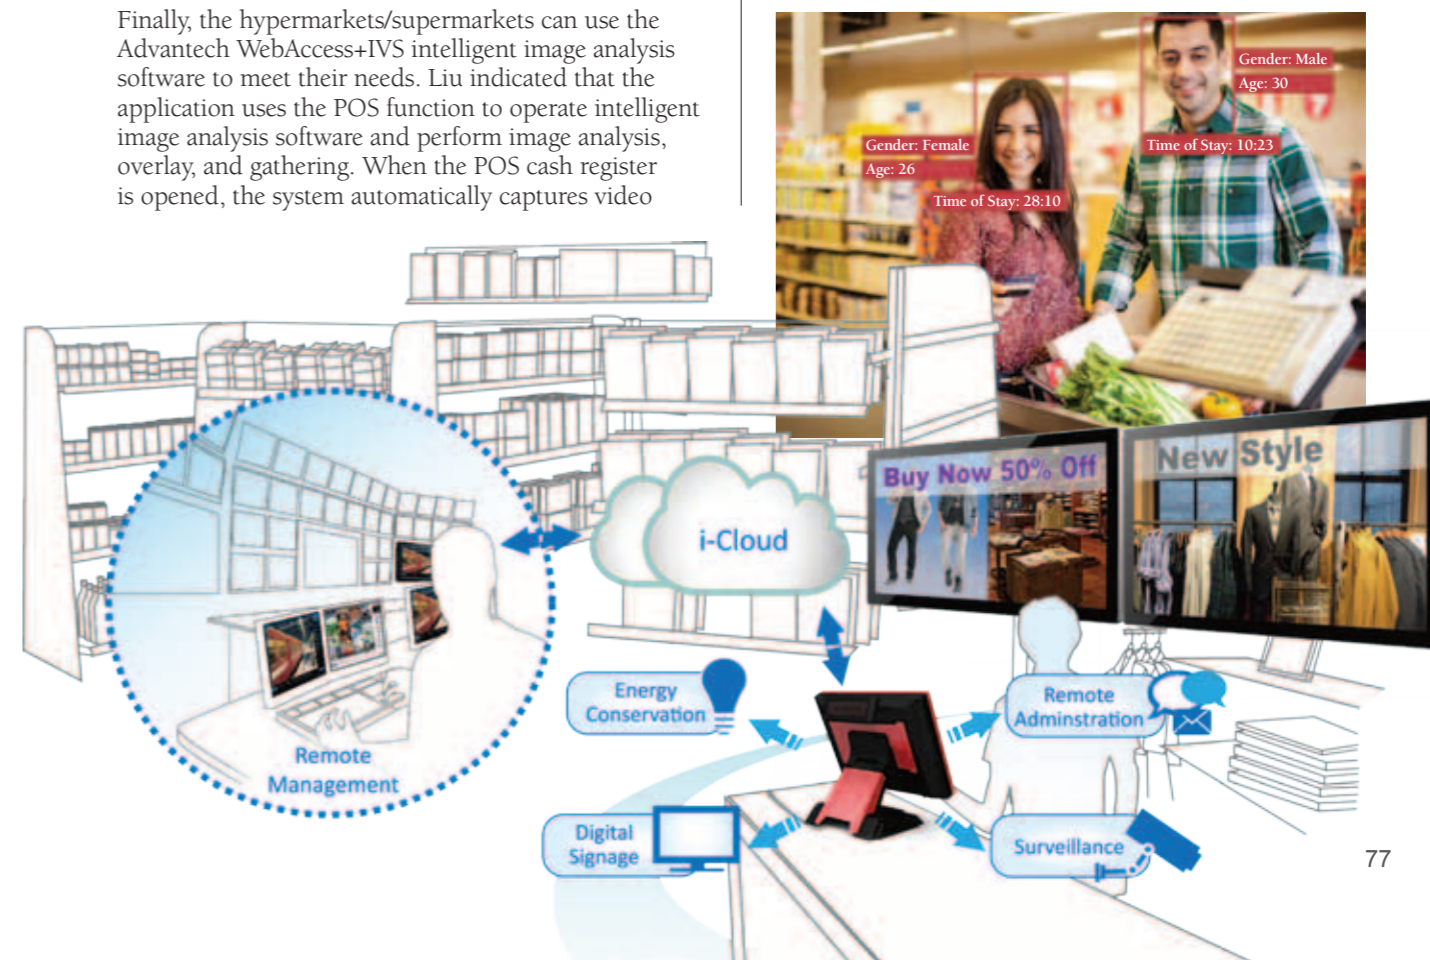 Finally, the hypermarkets/supermarkets can use the
Advantech WebAccess+IVS intelligent image analysis
software to meet their needs. Liu indicated that the
application uses the POS function to operate intelligent
image analysis software and perform image analysis,
overlay, and gathering. When the POS cash register
is opened, the system automatically captures video
Gender: Male
Age: 30
Time of Stay: 10:23
Gender: Female
Age: 26
Time of Stay: 28:10
Buy Now 50% Off
New Style
i-Cloud
Remote
Management
Energy
Conservation
Remote
Adminstration
Digital
Signage
Surveillance
77